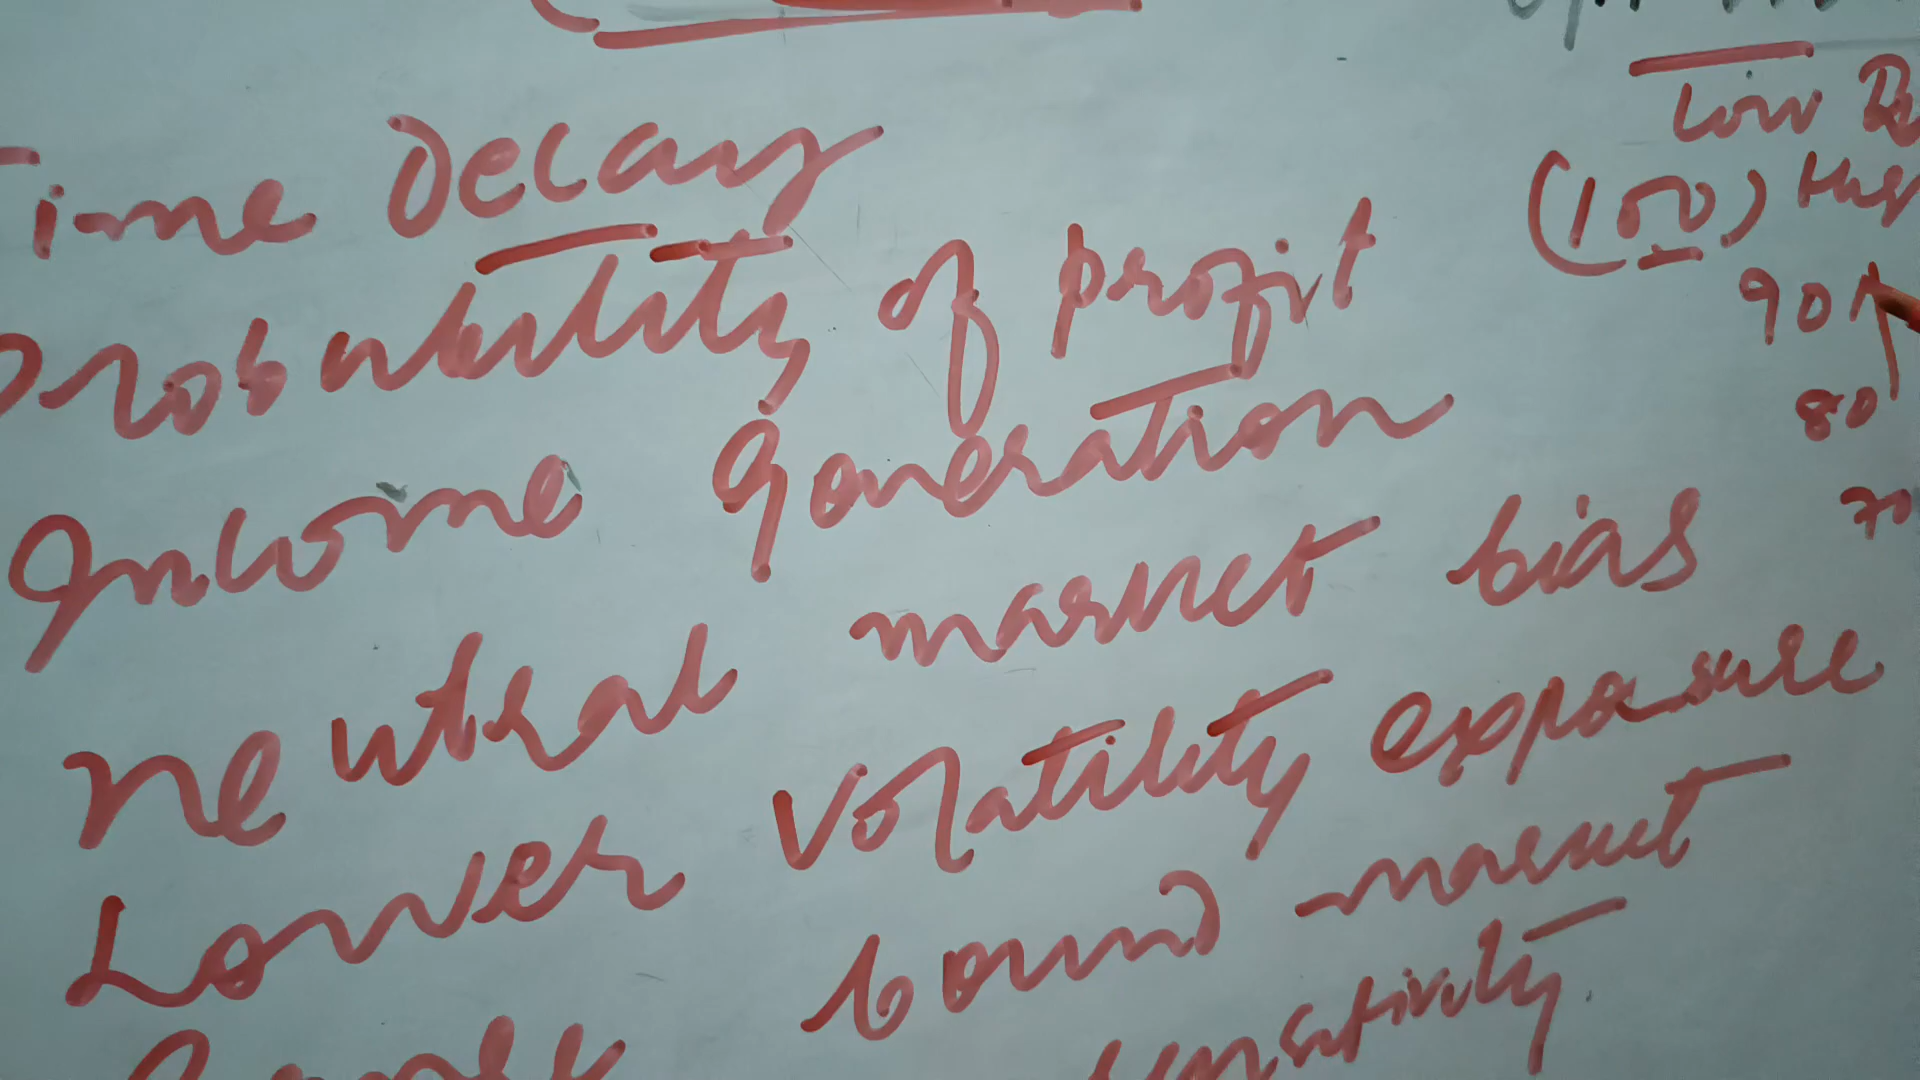 Time Decay
Probability of profit
Income Generation
Neutral market bias
Lower Volatility exposure
Range bound market
sensitivity
Low
(100)
90
80
70